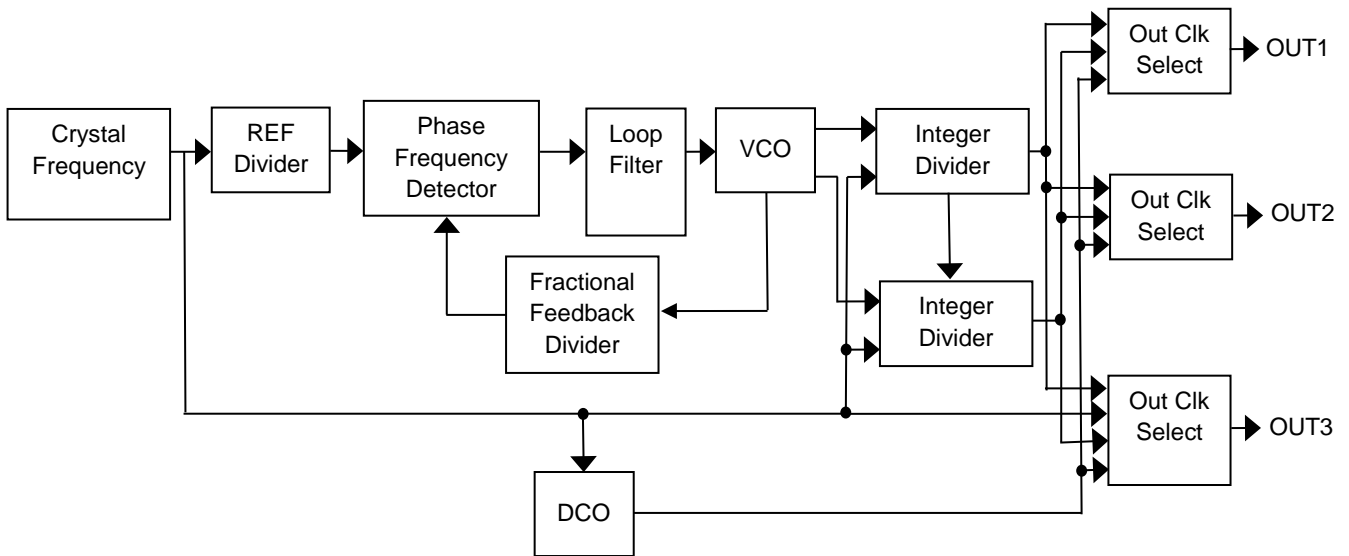 Crystal
Frequency
REF
Divider
Phase
Frequency
Detector
Loop
Filter
VCO
Integer
Divider
Out Clk
Select
OUT1
Out Clk
Select
OUT2
Fractional
Feedback
Divider
Integer
Divider
Out Clk
Select
OUT3
DCO